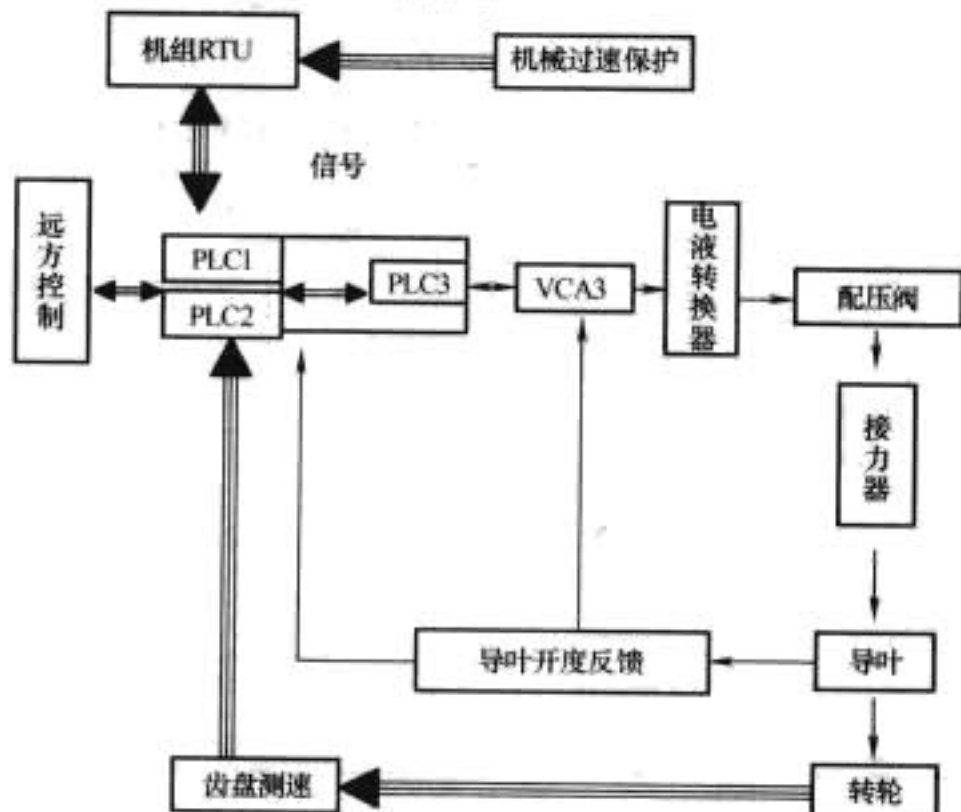 机组RTU
机械过速保护
信号
远方控制
PLC1
PLC2
PLC3
VCA3
电液转换器
配压阀
接力器
导叶开度反馈
导叶
齿盘测速
转轮